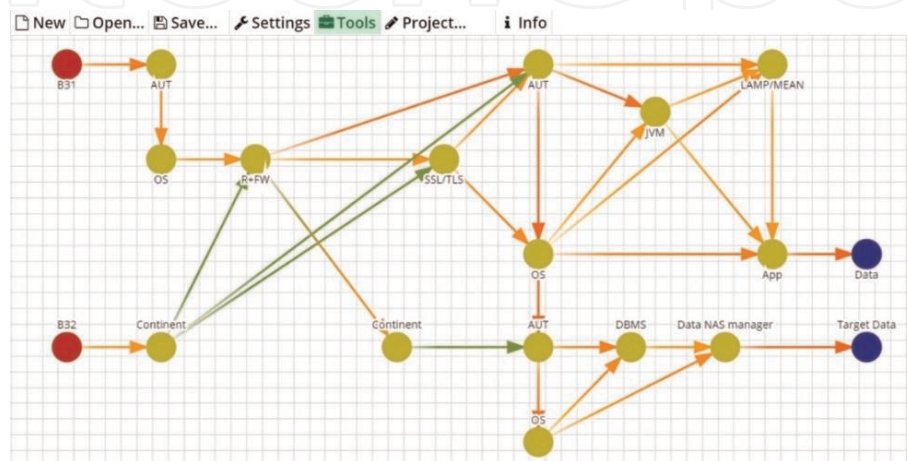 New Open... Save... Settings Tools Project... i Info
B31 AUT AUT LAMP/MEAN
JVM
OS R+FW SSL/TLS
OS App Data
B32 Continent Continent AUT DBMS Data NAS manager Target Data
OS